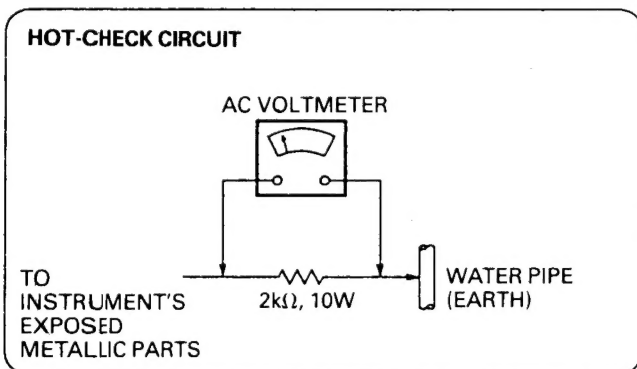 HOT-CHECK CIRCUIT
AC VOLTMETER
TO
INSTRUMENT'S
EXPOSED
METALLIC PARTS
2kΩ, 10W
WATER PIPE
(EARTH)